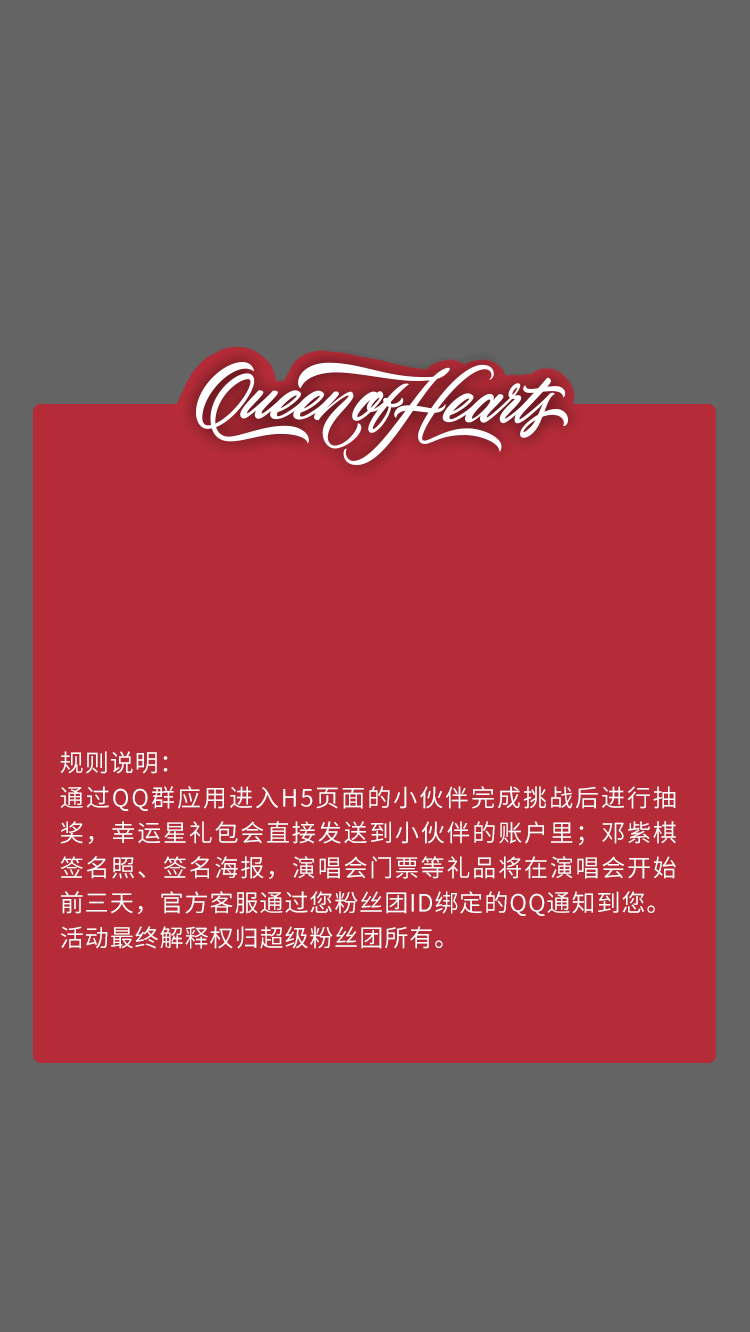 Queen of Hearts
规则说明：
通过QQ群应用进入H5页面的小伙伴完成挑战后进行抽
奖，幸运星礼包会直接发送到小伙伴的账户里；邓紫棋
签名照、签名海报，演唱会门票等礼品将在演唱会开始
前三天，官方客服通过您粉丝团ID绑定的QQ通知到您。
活动最终解释权归超级粉丝团所有。